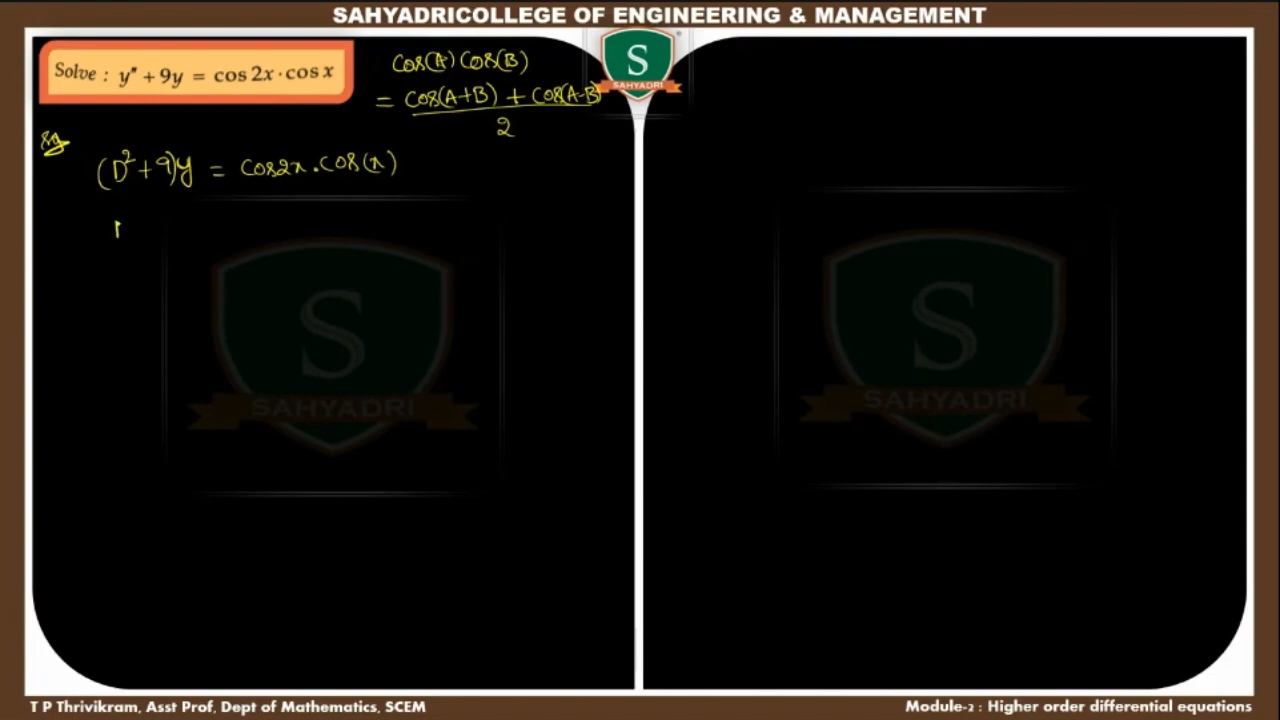 SAHYADRICOLLEGE OF ENGINEERING & MANAGEMENT
Solve : y″ + 9y = cos 2x · cos x
Cos(A) Cos(B)
= Cos(A+B) + Cos(A-B)
2
S
SAHYADRI
(D² + 9)y = Cos2x . Cos(x)
S
SAHYADRI
S
SAHYADRI
T P Thrivikram, Asst Prof, Dept of Mathematics, SCEM
Module-2 : Higher order differential equations